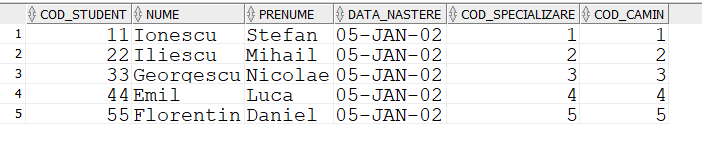 COD_STUDENT NUME PRENUME DATA_NASTERE COD_SPECIALIZARE COD_CAMIN
1 11 Ionescu Stefan 05-JAN-02 1 1
2 22 Iliescu Mihail 05-JAN-02 2 2
3 33 Georgescu Nicolae 05-JAN-02 3 3
4 44 Emil Luca 05-JAN-02 4 4
5 55 Florentin Daniel 05-JAN-02 5 5